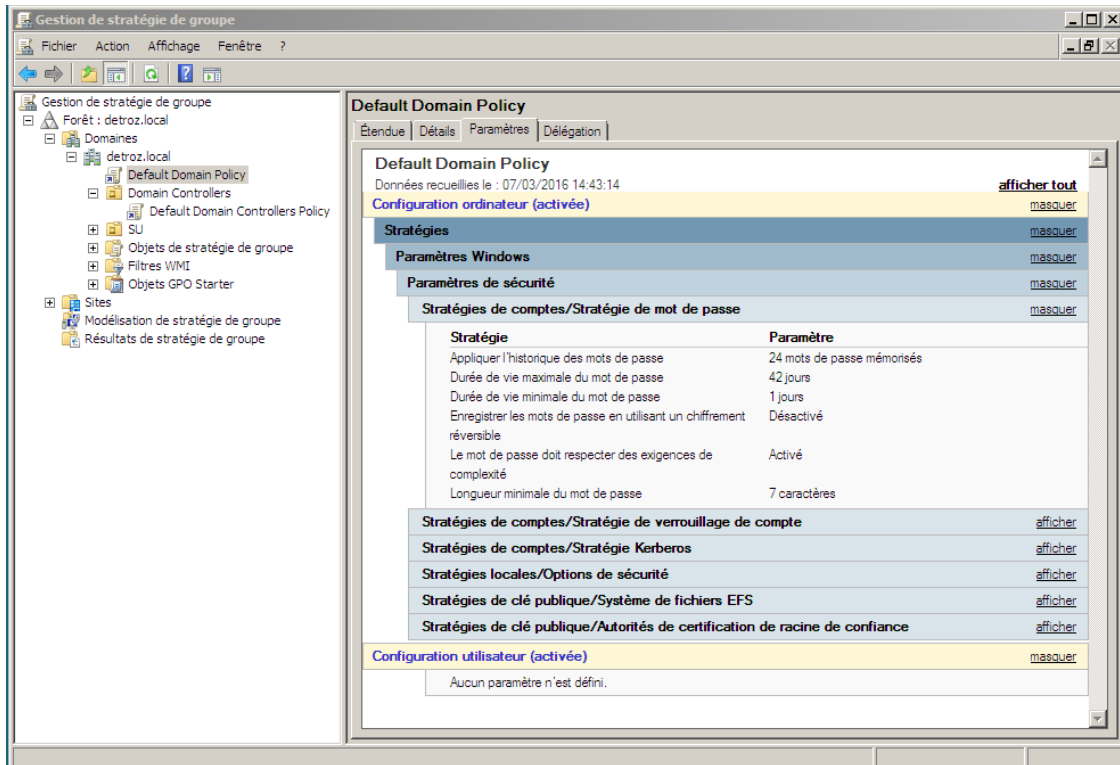 Gestion de stratégie de groupe
Fichier Action Affichage Fenêtre ?
Gestion de stratégie de groupe
Forêt : detroz.local
Domaines
detroz.local
Default Domain Policy
Domain Controllers
Default Domain Controllers Policy
SU
Objets de stratégie de groupe
Filtres WMI
Objets GPO Starter
Sites
Modélisation de stratégie de groupe
Résultats de stratégie de groupe
Default Domain Policy
Étendue Détails Paramètres Délégation
Default Domain Policy
Données recueillies le : 07/03/2016 14:43:14 afficher tout
Configuration ordinateur (activée) masquer
Stratégies masquer
Paramètres Windows masquer
Paramètres de sécurité masquer
Stratégies de comptes/Stratégie de mot de passe masquer
Stratégie Paramètre
Appliquer l'historique des mots de passe 24 mots de passe mémorisés
Durée de vie maximale du mot de passe 42 jours
Durée de vie minimale du mot de passe 1 jours
Enregistrer les mots de passe en utilisant un chiffrement Désactivé
réversible
Le mot de passe doit respecter des exigences de Activé
complexité
Longueur minimale du mot de passe 7 caractères
Stratégies de comptes/Stratégie de verrouillage de compte afficher
Stratégies de comptes/Stratégie Kerberos afficher
Stratégies locales/Options de sécurité afficher
Stratégies de clé publique/Système de fichiers EFS afficher
Stratégies de clé publique/Autorités de certification de racine de confiance afficher
Configuration utilisateur (activée) masquer
Aucun paramètre n'est défini.